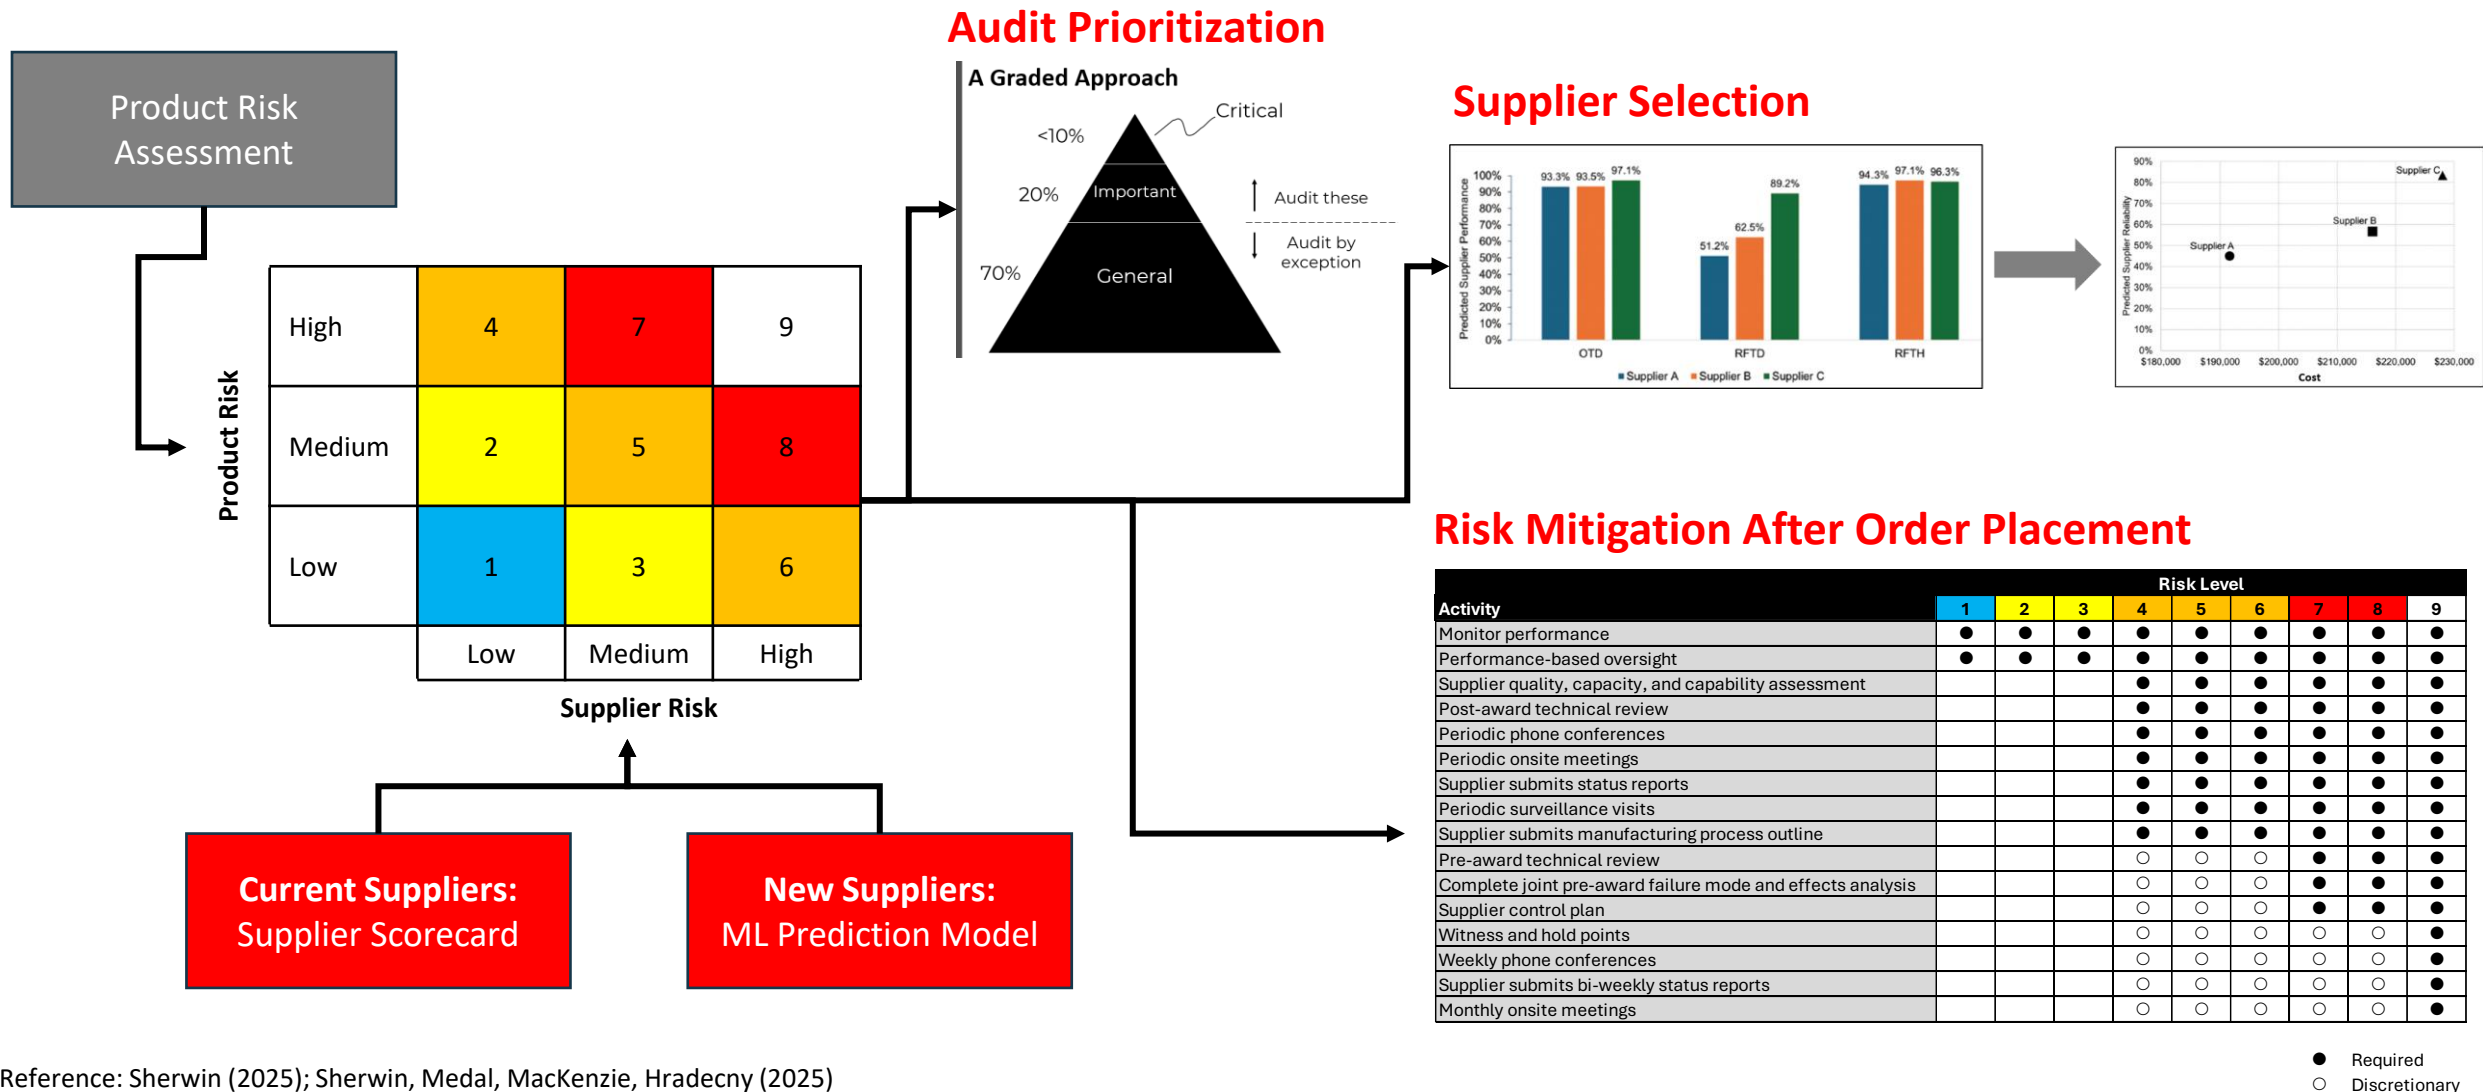 Audit Prioritization
Product Risk
Assessment
A Graded Approach
Critical
<10%
Important
20%
Audit these
Audit by
exception
General
70%
Supplier Selection
Predicted Supplier Performance
100%
90%
80%
70%
60%
50%
40%
30%
20%
10%
0%
93.3% 93.5% 97.1%
51.2% 62.5% 89.2%
94.3% 97.1% 96.3%
OTD RFTD RFTH
Supplier A Supplier B Supplier C
Predicted Supplier Reliability
90%
80%
70%
60%
50%
40%
30%
20%
10%
0%
Supplier C
Supplier B
Supplier A
$180,000 $190,000 $200,000 $210,000 $220,000 $230,000
Cost
Product Risk
High 4 7 9
Medium 2 5 8
Low 1 3 6
Low Medium High
Supplier Risk
Current Suppliers:
Supplier Scorecard
New Suppliers:
ML Prediction Model
Risk Mitigation After Order Placement
Risk Level
Activity 1 2 3 4 5 6 7 8 9
Monitor performance ● ● ● ● ● ● ● ● ●
Performance-based oversight ● ● ● ● ● ● ● ● ●
Supplier quality, capacity, and capability assessment ● ● ● ● ● ●
Post-award technical review ● ● ● ● ● ●
Periodic phone conferences ● ● ● ● ● ●
Periodic onsite meetings ● ● ● ● ● ●
Supplier submits status reports ● ● ● ● ● ●
Periodic surveillance visits ● ● ● ● ● ●
Supplier submits manufacturing process outline ● ● ● ● ● ●
Pre-award technical review ○ ○ ○ ● ● ●
Complete joint pre-award failure mode and effects analysis ○ ○ ○ ● ● ●
Supplier control plan ○ ○ ○ ● ● ●
Witness and hold points ○ ○ ○ ○ ○ ●
Weekly phone conferences ○ ○ ○ ○ ○ ●
Supplier submits bi-weekly status reports ○ ○ ○ ○ ○ ●
Monthly onsite meetings ○ ○ ○ ○ ○ ●
● Required
○ Discretionary
Reference: Sherwin (2025); Sherwin, Medal, MacKenzie, Hradecny (2025)